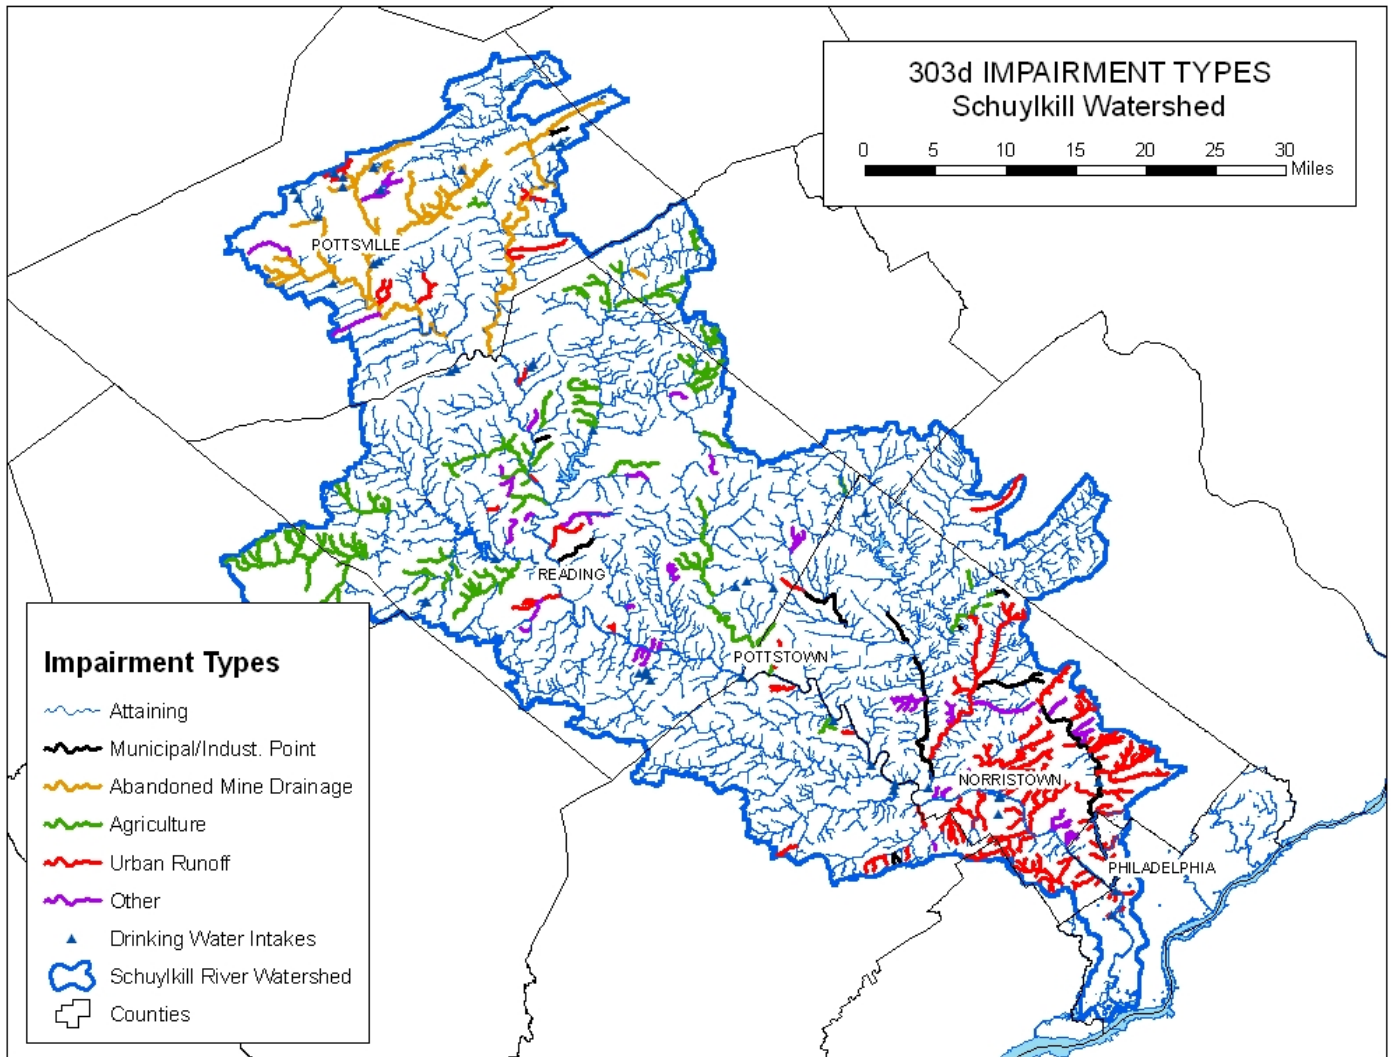 303d IMPAIRMENT TYPES
Schuylkill Watershed
0 5 10 15 20 25 30
Miles
POTTSVILLE
READING
POTTSTOWN
NORRISTOWN
PHILADELPHIA
Impairment Types
Attaining
Municipal/Indust. Point
Abandoned Mine Drainage
Agriculture
Urban Runoff
Other
Drinking Water Intakes
Schuylkill River Watershed
Counties